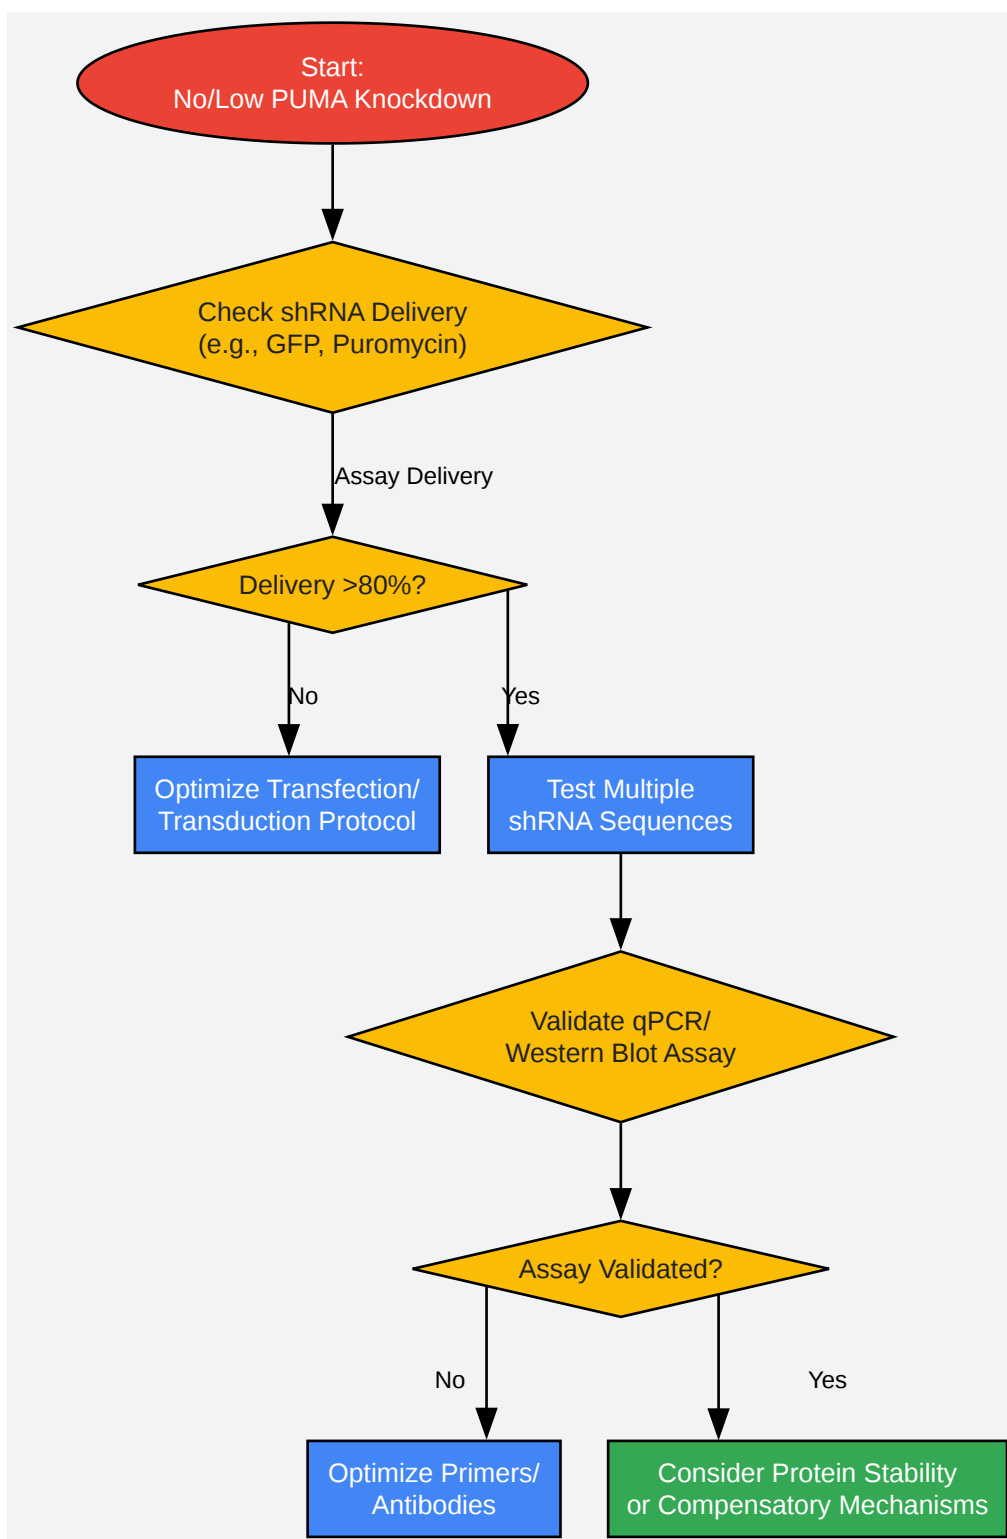 Start:
No/Low PUMA Knockdown
Check shRNA Delivery
(e.g., GFP, Puromycin)
Assay Delivery
Delivery >80%?
No
Yes
Optimize Transfection/
Transduction Protocol
Test Multiple
shRNA Sequences
Validate qPCR/
Western Blot Assay
Assay Validated?
No
Yes
Optimize Primers/
Antibodies
Consider Protein Stability
or Compensatory Mechanisms